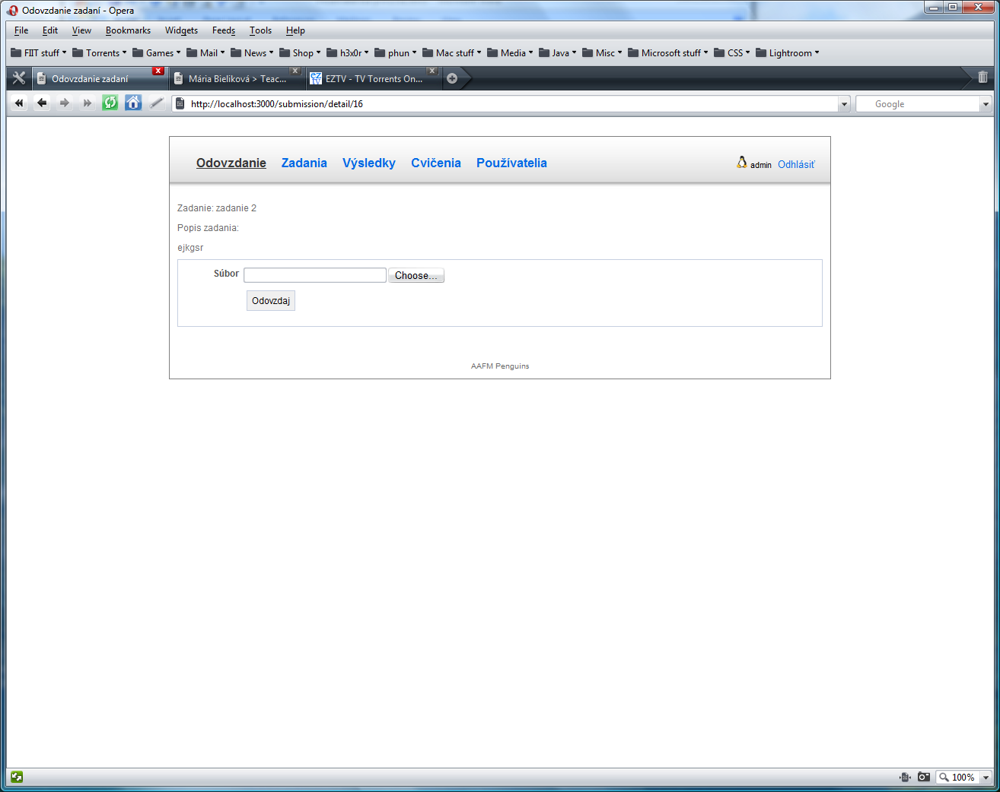 Odovzdanie zadaní - Opera
File Edit View Bookmarks Widgets Feeds Tools Help
FIIT stuff Torrents Games Mail News Shop h3x0r phun Mac stuff Media Java Misc Microsoft stuff CSS Lightroom
Odovzdanie zadaní Mária Bieliková > Teac... EZTV - TV Torrents On...
http://localhost:3000/submission/detail/16 Google
Odovzdanie Zadania Výsledky Cvičenia Používatelia admin Odhlásiť
Zadanie: zadanie 2
Popis zadania:
ejkgsr
Súbor Choose...
Odovzdaj
AAFM Penguins
100%